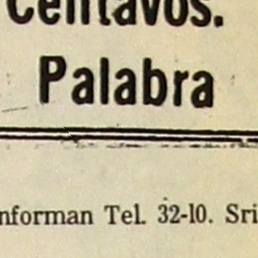 Centavos.
Palabra
nforman Tel. 32-10. Sri